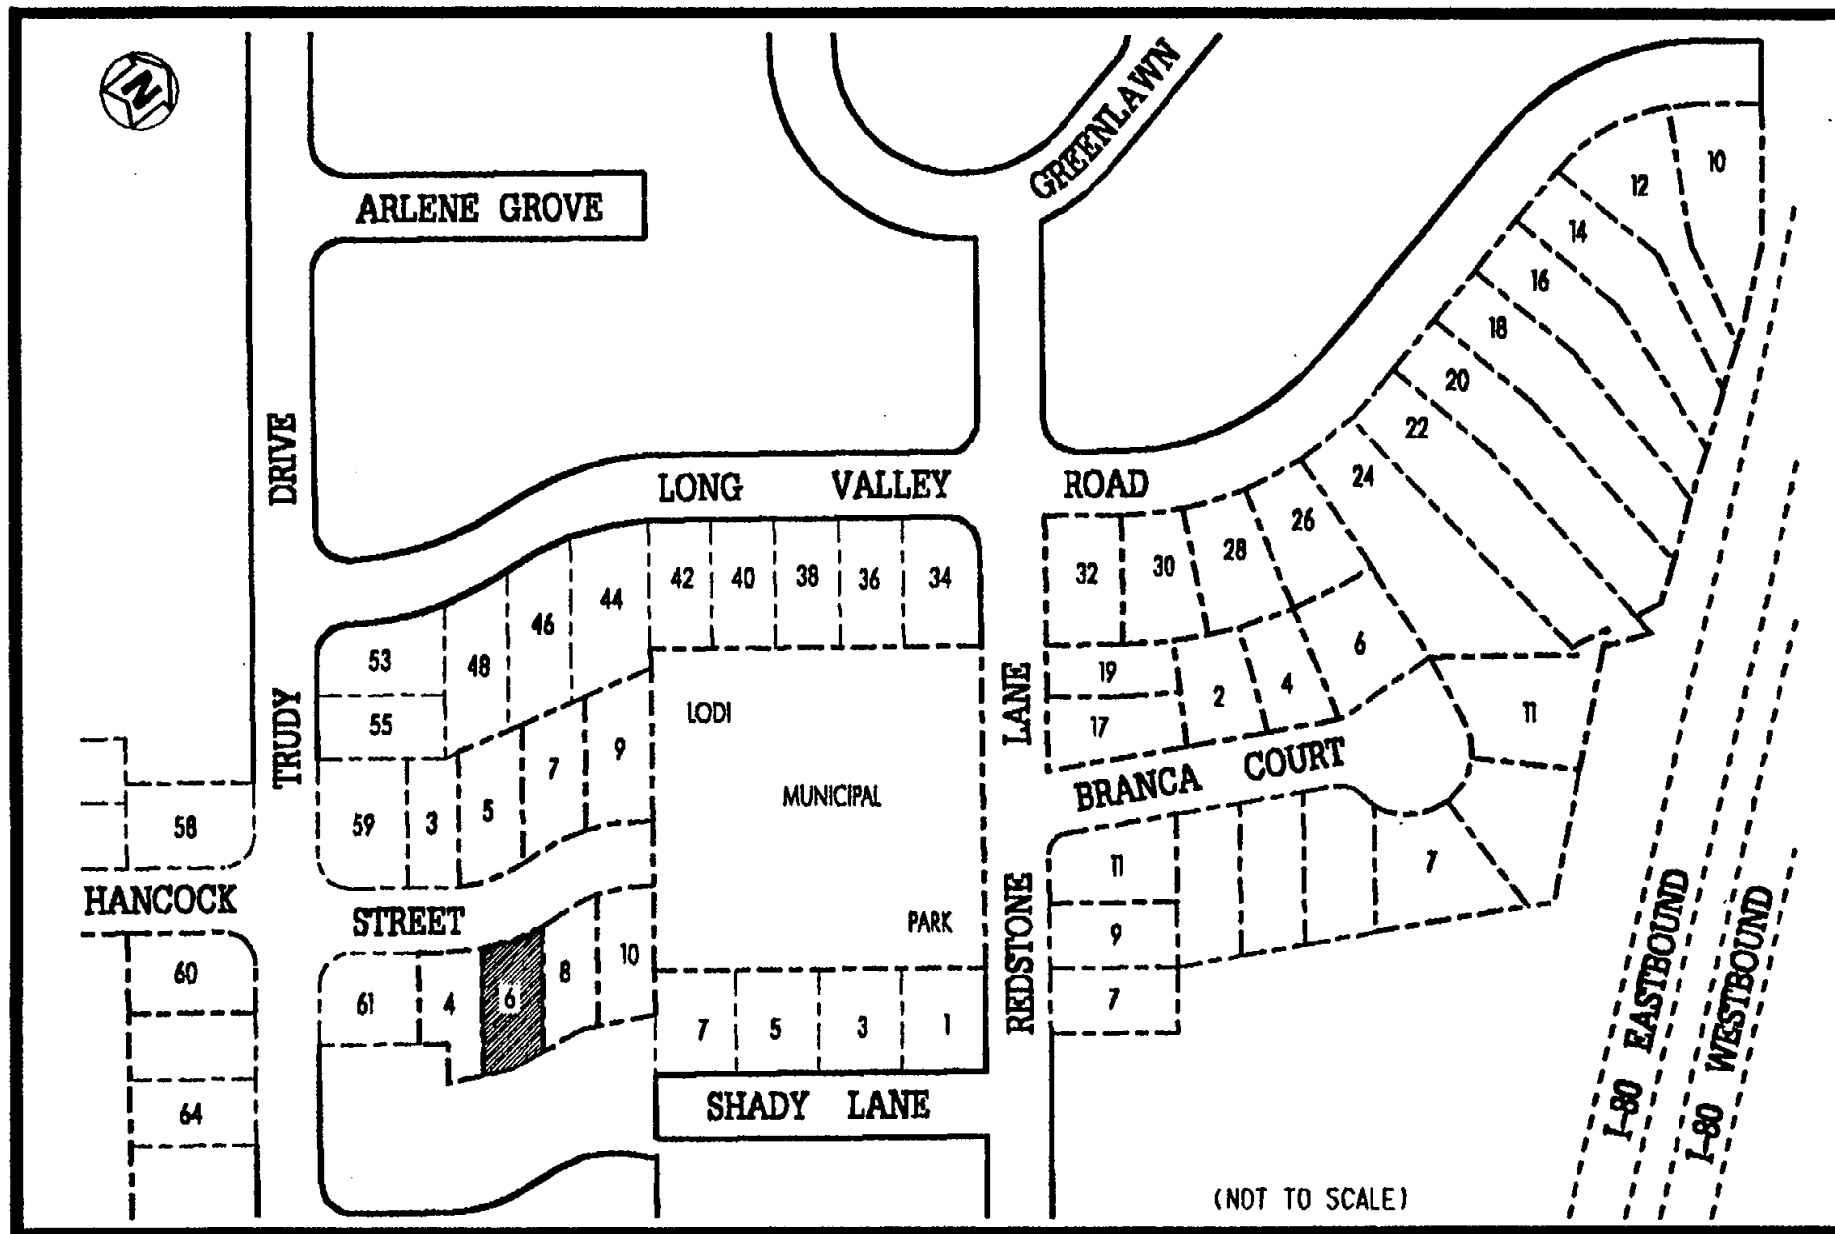 N
GREENLAWN
ARLENE GROVE
10
12
14
16
18
20
22
24
26
28
30
32
DRIVE
LONG VALLEY ROAD
42 40 38 36 34
44
46
48
53
55
TRUDY
59 3 5 7 9
58
LODI
MUNICIPAL
PARK
LANE
REDSTONE
19
17
2 4 6
11
BRANCA COURT
11
9
7
7
HANCOCK STREET
60
64
61 4 6 8 10
7 5 3 1
SHADY LANE
I-80 EASTBOUND
I-80 WESTBOUND
(NOT TO SCALE)